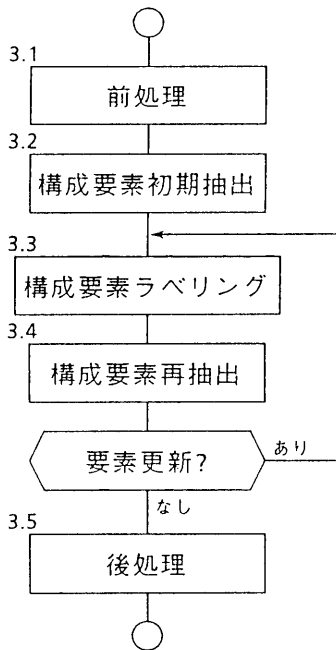 3.1
前処理
3.2
構成要素初期抽出
3.3
構成要素ラベリング
3.4
構成要素再抽出
要素更新?
あり
なし
3.5
後処理